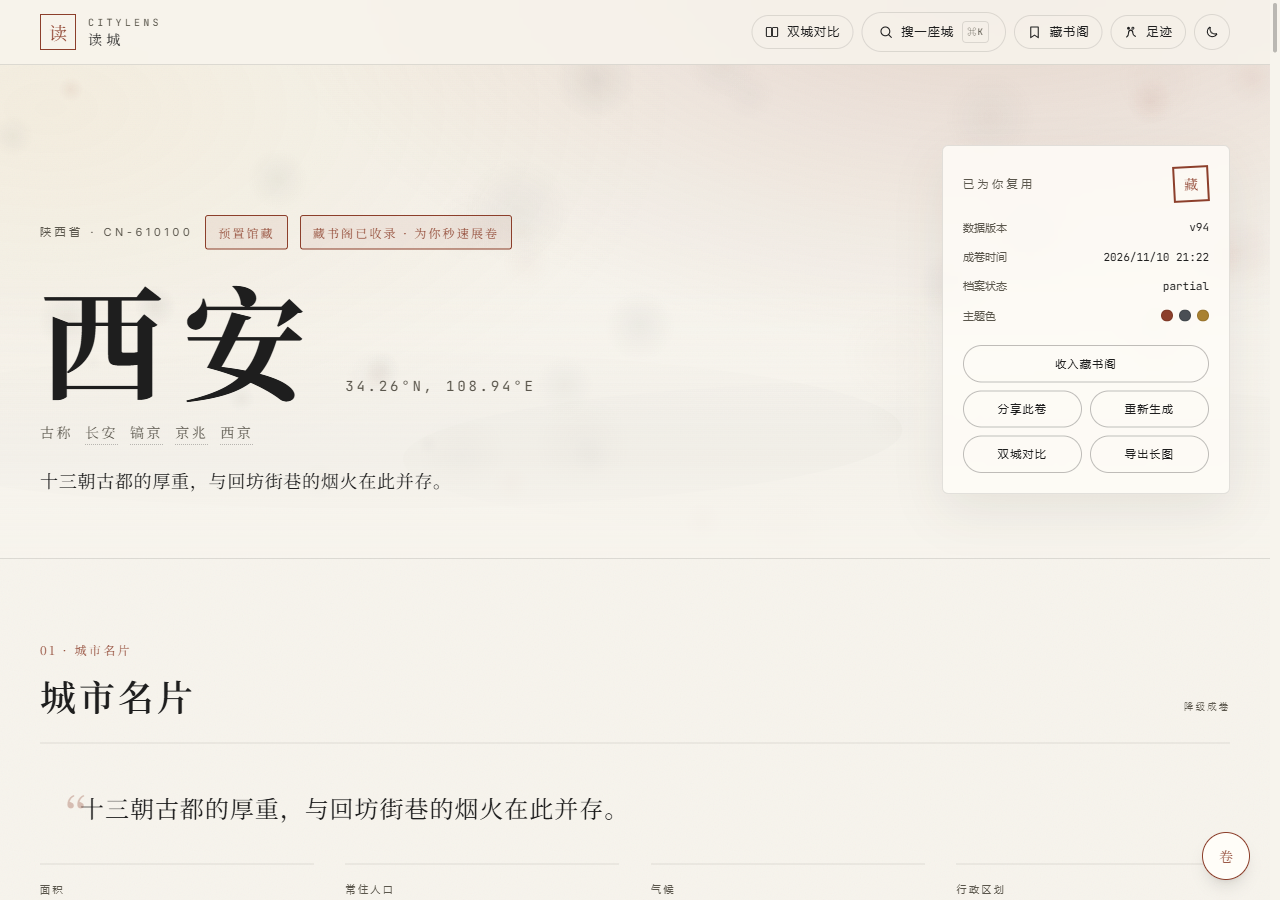 读
CITYLENS
读城
双城对比
搜一座城 ⌘K
藏书阁
足迹
陕西省 · CN-610100
预置馆藏
藏书阁已收录 · 为你秒速展卷
西安
34.26°N, 108.94°E
古称 长安 镐京 京兆 西京
十三朝古都的厚重，与回坊街巷的烟火在此并存。
已为你复用
藏
数据版本 v94
成卷时间 2026/11/10 21:22
档案状态 partial
主题色
收入藏书阁
分享此卷 重新生成
双城对比 导出长图
01 · 城市名片
城市名片
降级成卷
“十三朝古都的厚重，与回坊街巷的烟火在此并存。
面积 常住人口 气候 行政区划
卷